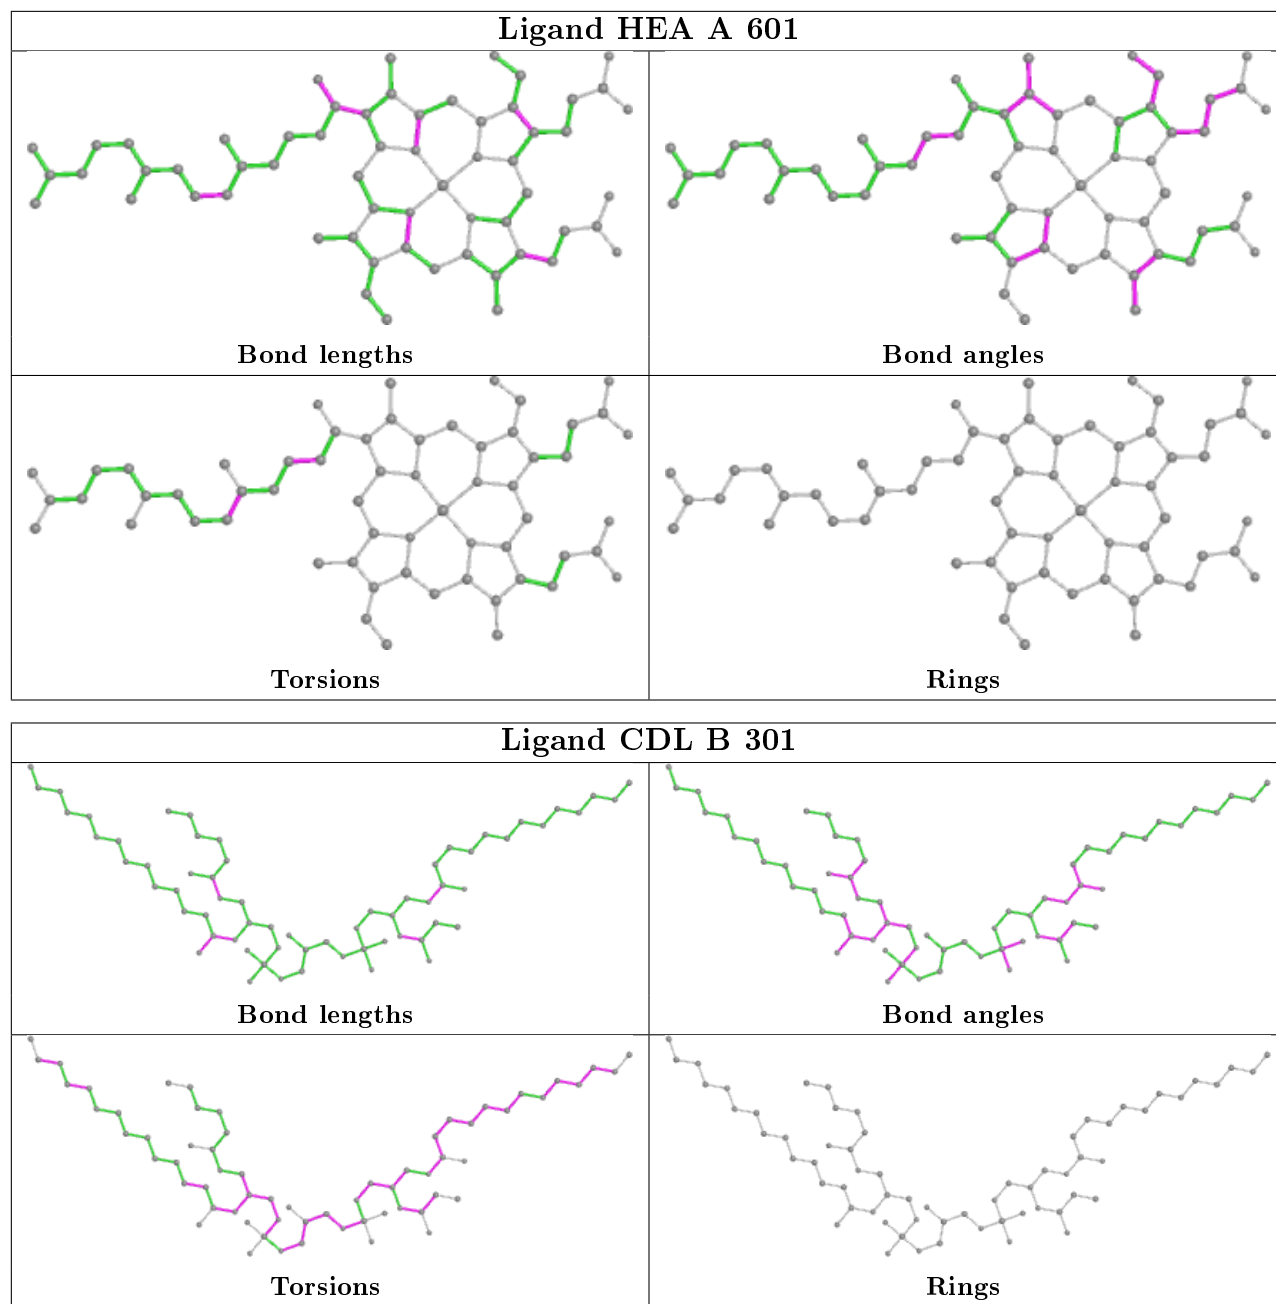 Ligand HEA A 601
Bond lengths
Bond angles
Torsions
Rings
Ligand CDL B 301
Bond lengths
Bond angles
Torsions
Rings